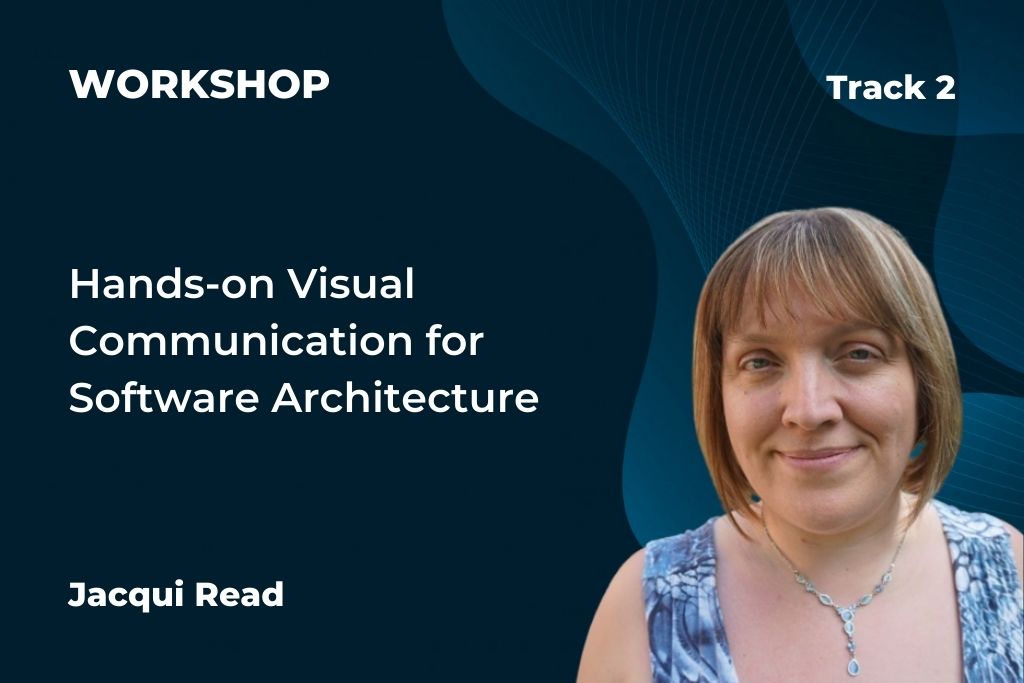 WORKSHOP
Track 2
Hands-on Visual
Communication for
Software Architecture
Jacqui Read